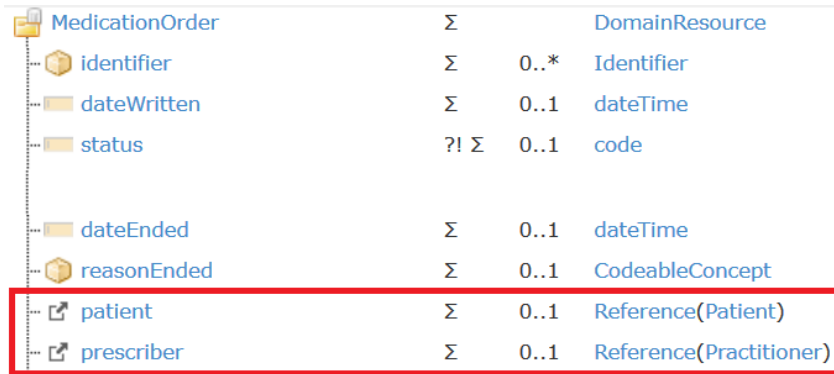 MedicationOrder Σ DomainResource
identifier Σ 0..* Identifier
dateWritten Σ 0..1 dateTime
status ?! Σ 0..1 code
dateEnded Σ 0..1 dateTime
reasonEnded Σ 0..1 CodeableConcept
patient Σ 0..1 Reference(Patient)
prescriber Σ 0..1 Reference(Practitioner)